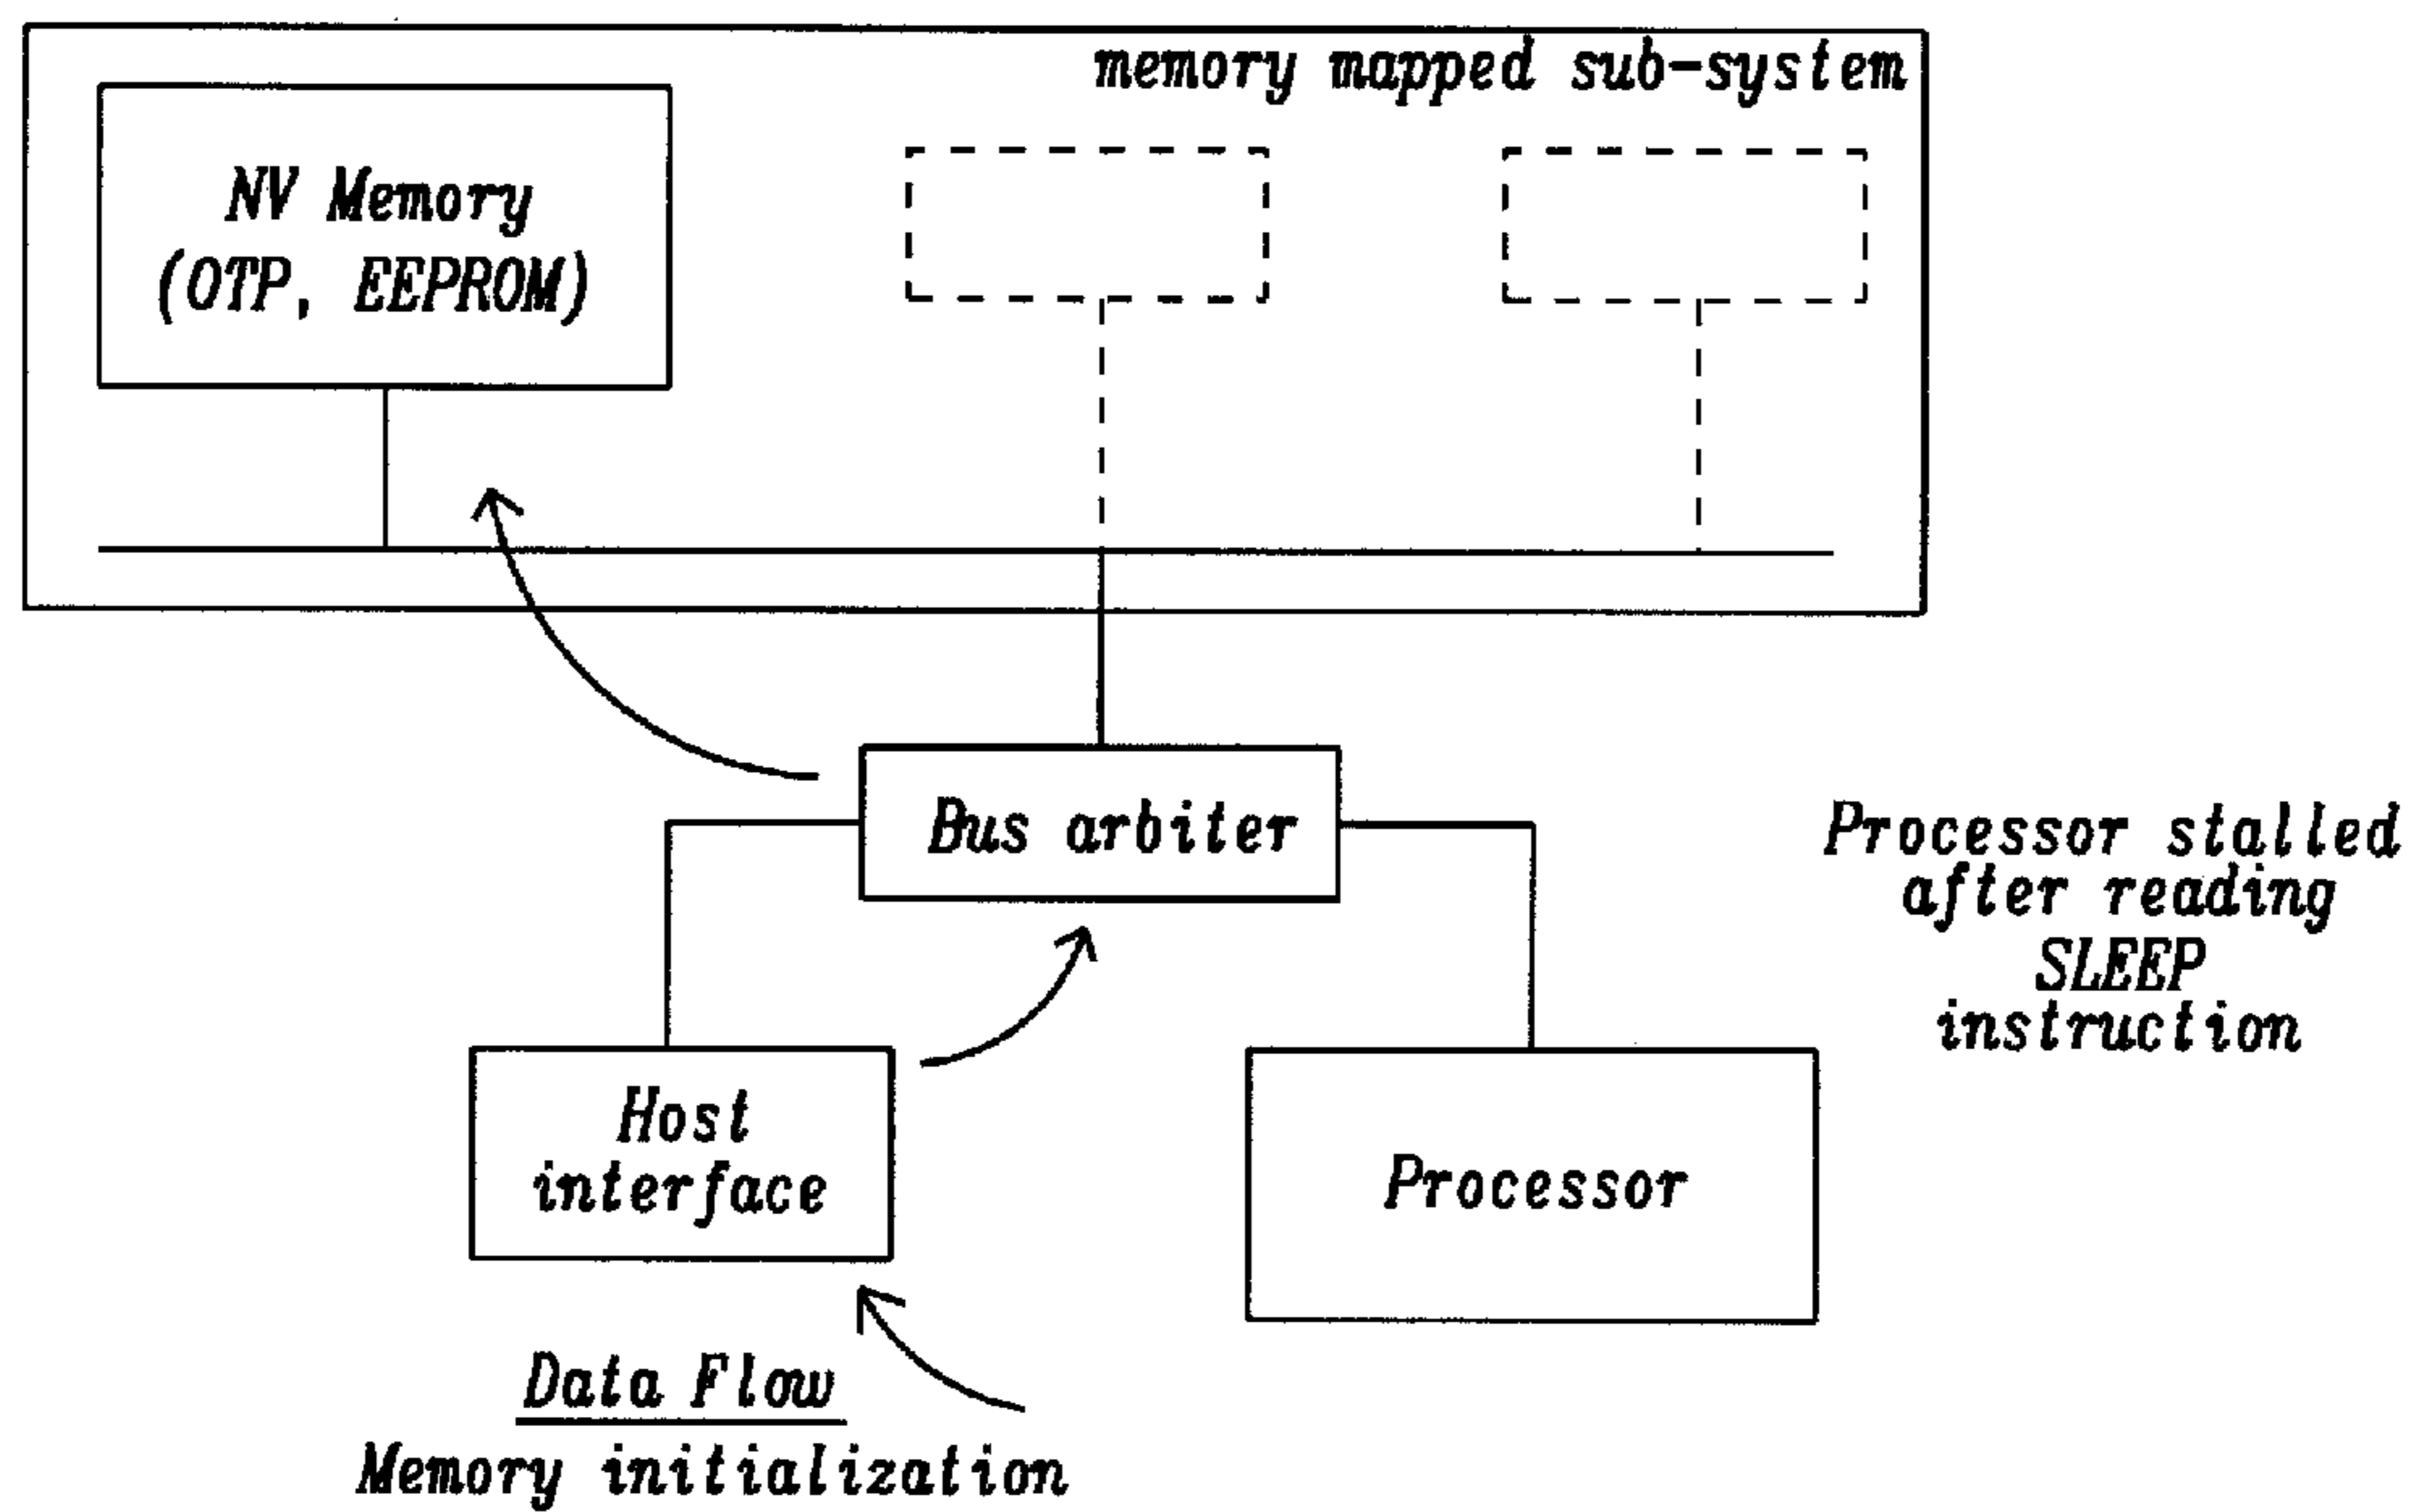 memory mapped sub-system
NV Memory
(OTP, EEPROM)
Bus arbiter
Processor stalled
after reading
SLEEP
instruction
Host
interface
Processor
Data Flow
Memory initialization